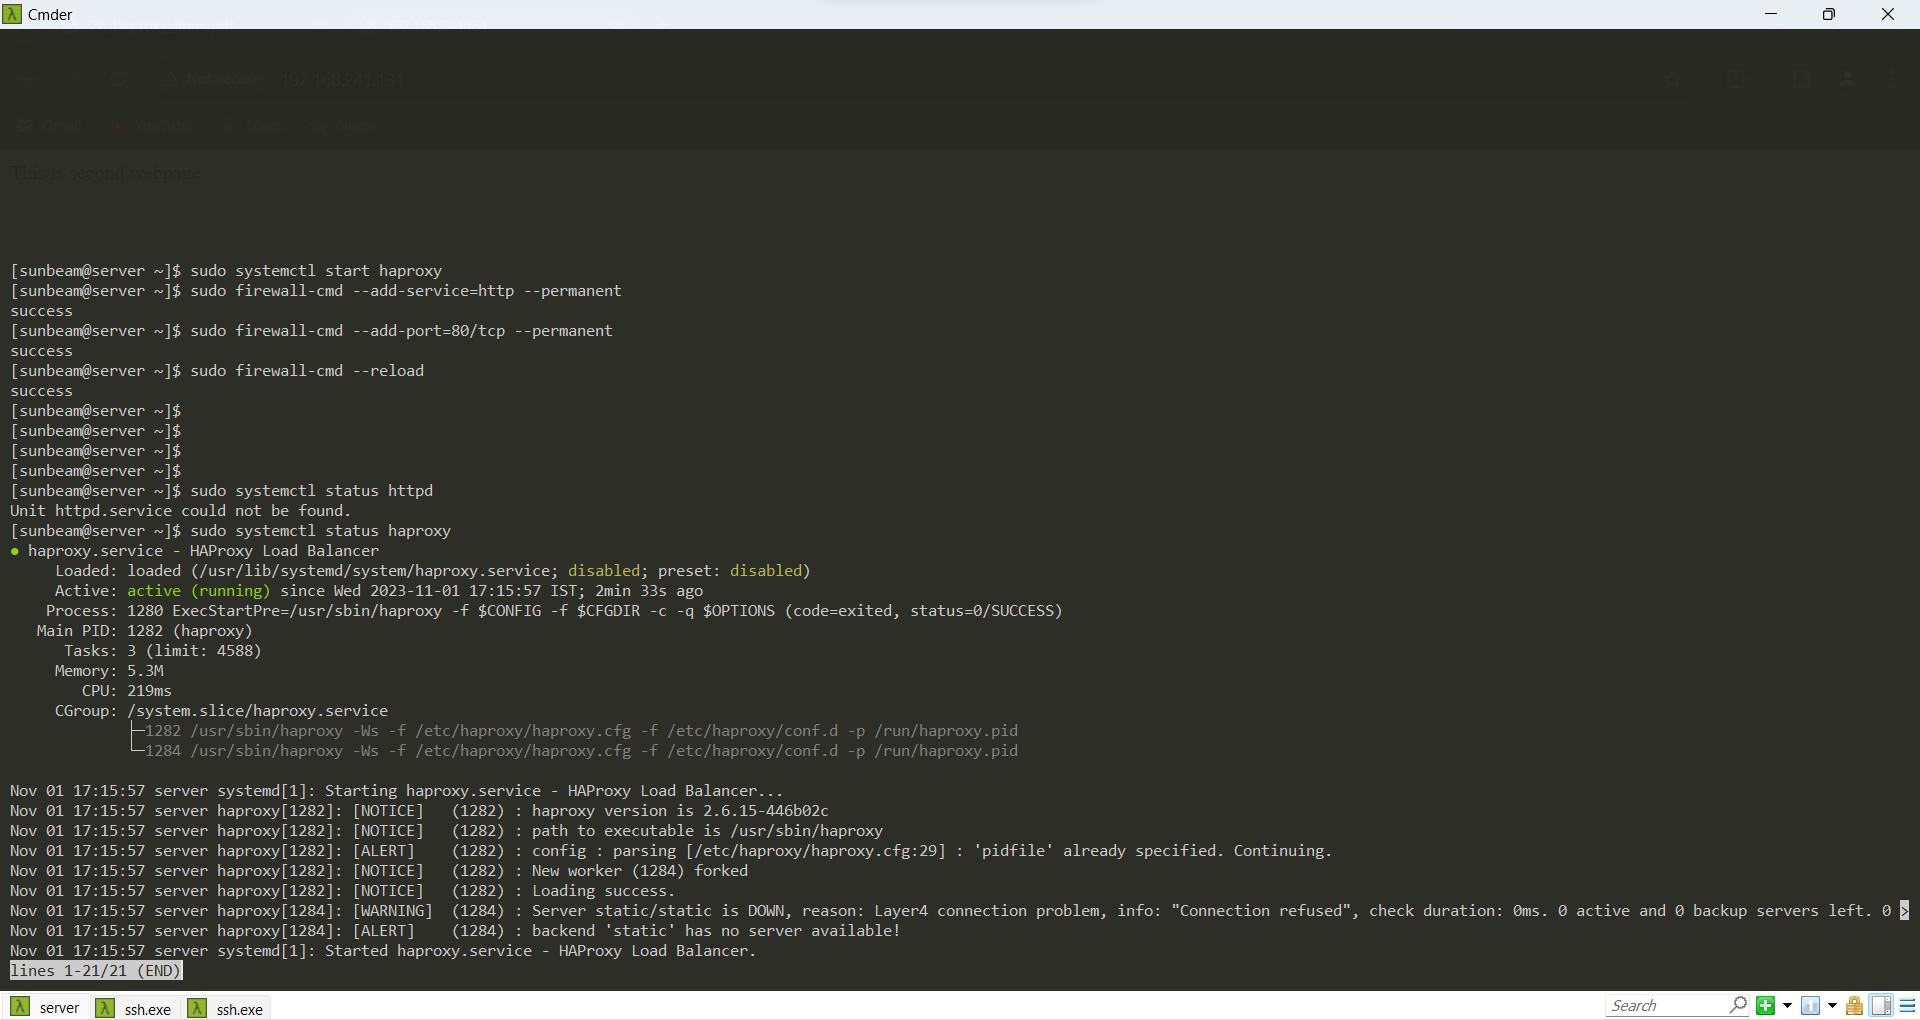 Cmder
Not secure 192.168.241.131
Gmail YouTube Maps News
This is second webpage
[sunbeam@server ~]$ sudo systemctl start haproxy
[sunbeam@server ~]$ sudo firewall-cmd --add-service=http --permanent
success
[sunbeam@server ~]$ sudo firewall-cmd --add-port=80/tcp --permanent
success
[sunbeam@server ~]$ sudo firewall-cmd --reload
success
[sunbeam@server ~]$
[sunbeam@server ~]$
[sunbeam@server ~]$
[sunbeam@server ~]$
[sunbeam@server ~]$ sudo systemctl status httpd
Unit httpd.service could not be found.
[sunbeam@server ~]$ sudo systemctl status haproxy
● haproxy.service - HAProxy Load Balancer
Loaded: loaded (/usr/lib/systemd/system/haproxy.service; disabled; preset: disabled)
Active: active (running) since Wed 2023-11-01 17:15:57 IST; 2min 33s ago
Process: 1280 ExecStartPre=/usr/sbin/haproxy -f $CONFIG -f $CFGDIR -c -q $OPTIONS (code=exited, status=0/SUCCESS)
Main PID: 1282 (haproxy)
Tasks: 3 (limit: 4588)
Memory: 5.3M
CPU: 219ms
CGroup: /system.slice/haproxy.service
├─1282 /usr/sbin/haproxy -Ws -f /etc/haproxy/haproxy.cfg -f /etc/haproxy/conf.d -p /run/haproxy.pid
└─1284 /usr/sbin/haproxy -Ws -f /etc/haproxy/haproxy.cfg -f /etc/haproxy/conf.d -p /run/haproxy.pid
Nov 01 17:15:57 server systemd[1]: Starting haproxy.service - HAProxy Load Balancer...
Nov 01 17:15:57 server haproxy[1282]: [NOTICE] (1282) : haproxy version is 2.6.15-446b02c
Nov 01 17:15:57 server haproxy[1282]: [NOTICE] (1282) : path to executable is /usr/sbin/haproxy
Nov 01 17:15:57 server haproxy[1282]: [ALERT] (1282) : config : parsing [/etc/haproxy/haproxy.cfg:29] : 'pidfile' already specified. Continuing.
Nov 01 17:15:57 server haproxy[1282]: [NOTICE] (1282) : New worker (1284) forked
Nov 01 17:15:57 server haproxy[1282]: [NOTICE] (1282) : Loading success.
Nov 01 17:15:57 server haproxy[1284]: [WARNING] (1284) : Server static/static is DOWN, reason: Layer4 connection problem, info: "Connection refused", check duration: 0ms. 0 active and 0 backup servers left. 0 >
Nov 01 17:15:57 server haproxy[1284]: [ALERT] (1284) : backend 'static' has no server available!
Nov 01 17:15:57 server systemd[1]: Started haproxy.service - HAProxy Load Balancer.
lines 1-21/21 (END)
server ssh.exe ssh.exe Search